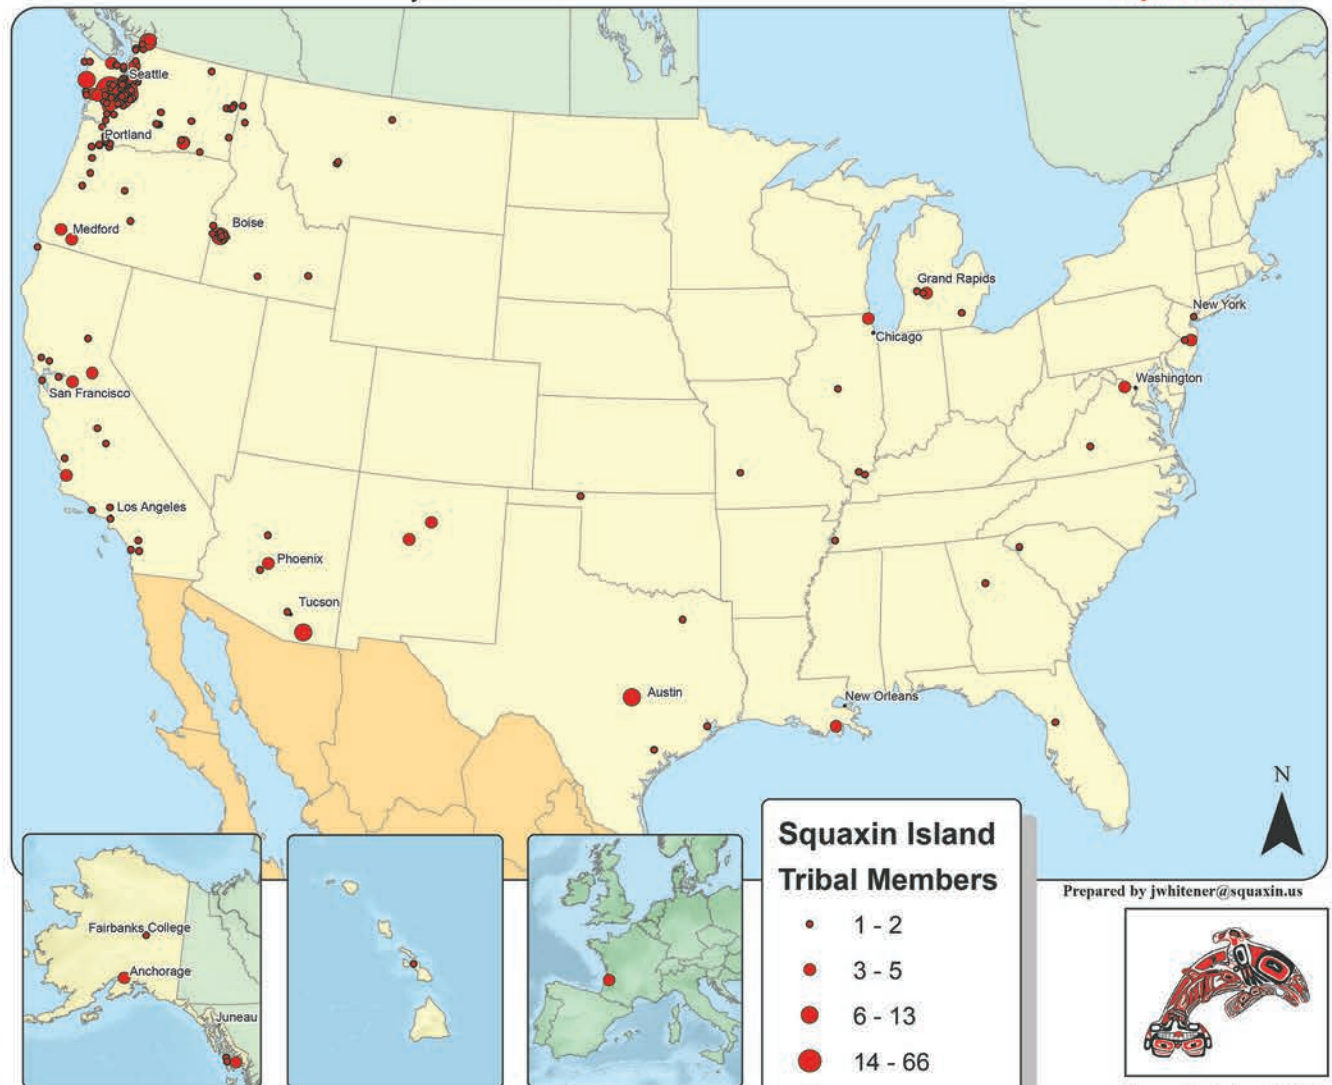 Seattle
Portland
Medford
Boise
San Francisco
Los Angeles
Phoenix
Tucson
Austin
New Orleans
Grand Rapids
Chicago
New York
Washington
N
Fairbanks College
Anchorage
Juneau
Squaxin Island
Tribal Members
1 - 2
3 - 5
6 - 13
14 - 66
Prepared by jwhitener@squaxin.us